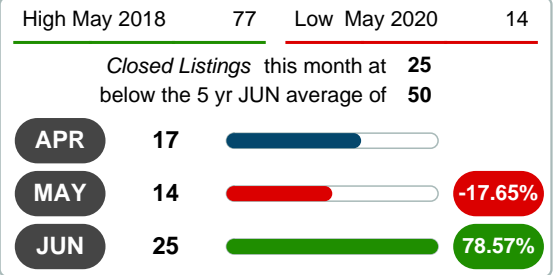 High May 2018 77 Low May 2020 14
Closed Listings this month at 25
below the 5 yr JUN average of 50
APR 17
MAY 14 -17.65%
JUN 25 78.57%